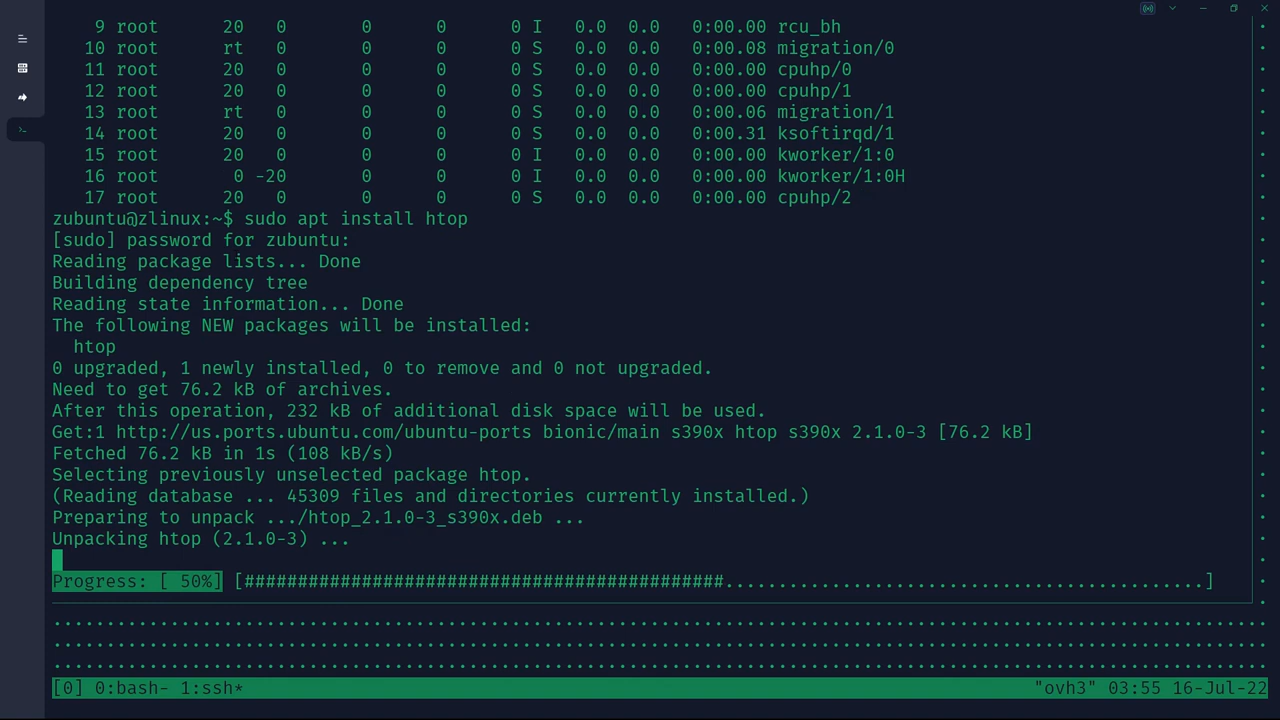 9 root 20 0 0 0 0 I 0.0 0.0 0:00.00 rcu_bh
10 root rt 0 0 0 0 S 0.0 0.0 0:00.08 migration/0
11 root 20 0 0 0 0 S 0.0 0.0 0:00.00 cpuhp/0
12 root 20 0 0 0 0 S 0.0 0.0 0:00.00 cpuhp/1
13 root rt 0 0 0 0 S 0.0 0.0 0:00.06 migration/1
14 root 20 0 0 0 0 S 0.0 0.0 0:00.31 ksoftirqd/1
15 root 20 0 0 0 0 I 0.0 0.0 0:00.00 kworker/1:0
16 root 0 -20 0 0 0 I 0.0 0.0 0:00.00 kworker/1:0H
17 root 20 0 0 0 0 S 0.0 0.0 0:00.00 cpuhp/2
zubuntu@zlinux:~$ sudo apt install htop
[sudo] password for zubuntu:
Reading package lists... Done
Building dependency tree
Reading state information... Done
The following NEW packages will be installed:
htop
0 upgraded, 1 newly installed, 0 to remove and 0 not upgraded.
Need to get 76.2 kB of archives.
After this operation, 232 kB of additional disk space will be used.
Get:1 http://us.ports.ubuntu.com/ubuntu-ports bionic/main s390x htop s390x 2.1.0-3 [76.2 kB]
Fetched 76.2 kB in 1s (108 kB/s)
Selecting previously unselected package htop.
(Reading database ... 45309 files and directories currently installed.)
Preparing to unpack .../htop_2.1.0-3_s390x.deb ...
Unpacking htop (2.1.0-3) ...
Progress: [ 50%] [#############################################.............................................]
[0] 0:bash- 1:ssh* "ovh3" 03:55 16-Jul-22